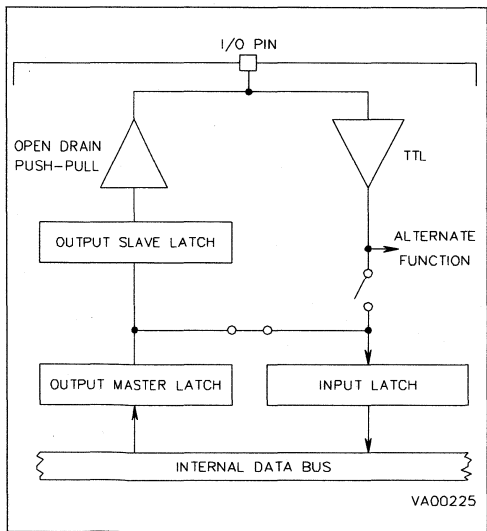 I/O PIN
OPEN DRAIN
PUSH-PULL
TTL
OUTPUT SLAVE LATCH
ALTERNATE
FUNCTION
OUTPUT MASTER LATCH
INPUT LATCH
INTERNAL DATA BUS
VA00225